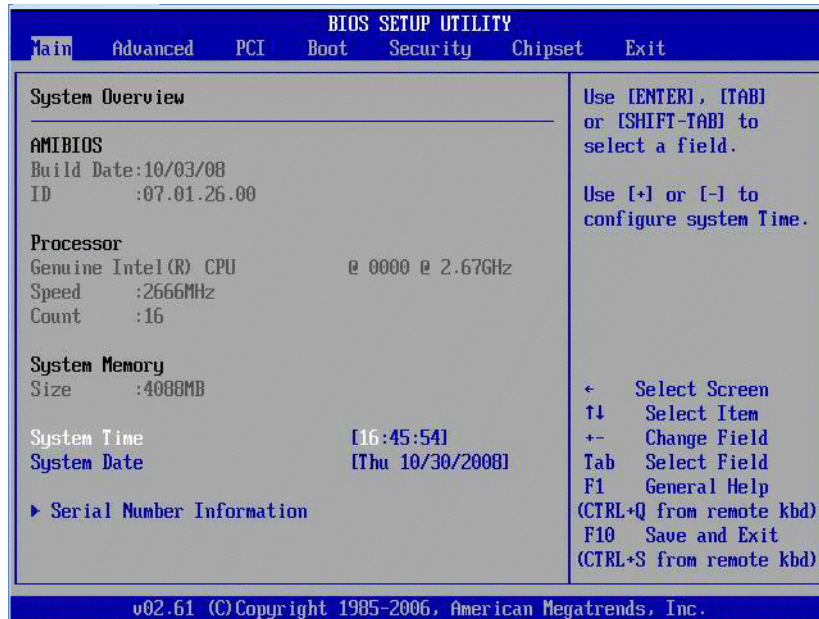 BIOS SETUP UTILITY
Main Advanced PCI Boot Security Chipset Exit
System Overview
AMIBIOS
Build Date:10/03/08
ID :07.01.26.00
Processor
Genuine Intel(R) CPU @ 0000 @ 2.67GHz
Speed :2666MHz
Count :16
System Memory
Size :4088MB
System Time [16:45:54]
System Date [Thu 10/30/2008]
▶ Serial Number Information
Use [ENTER], [TAB]
or [SHIFT-TAB] to
select a field.
Use [+] or [-] to
configure system Time.
← Select Screen
↑↓ Select Item
+- Change Field
Tab Select Field
F1 General Help
(CTRL+Q from remote kbd)
F10 Save and Exit
(CTRL+S from remote kbd)
v02.61 (C)Copyright 1985-2006, American Megatrends, Inc.